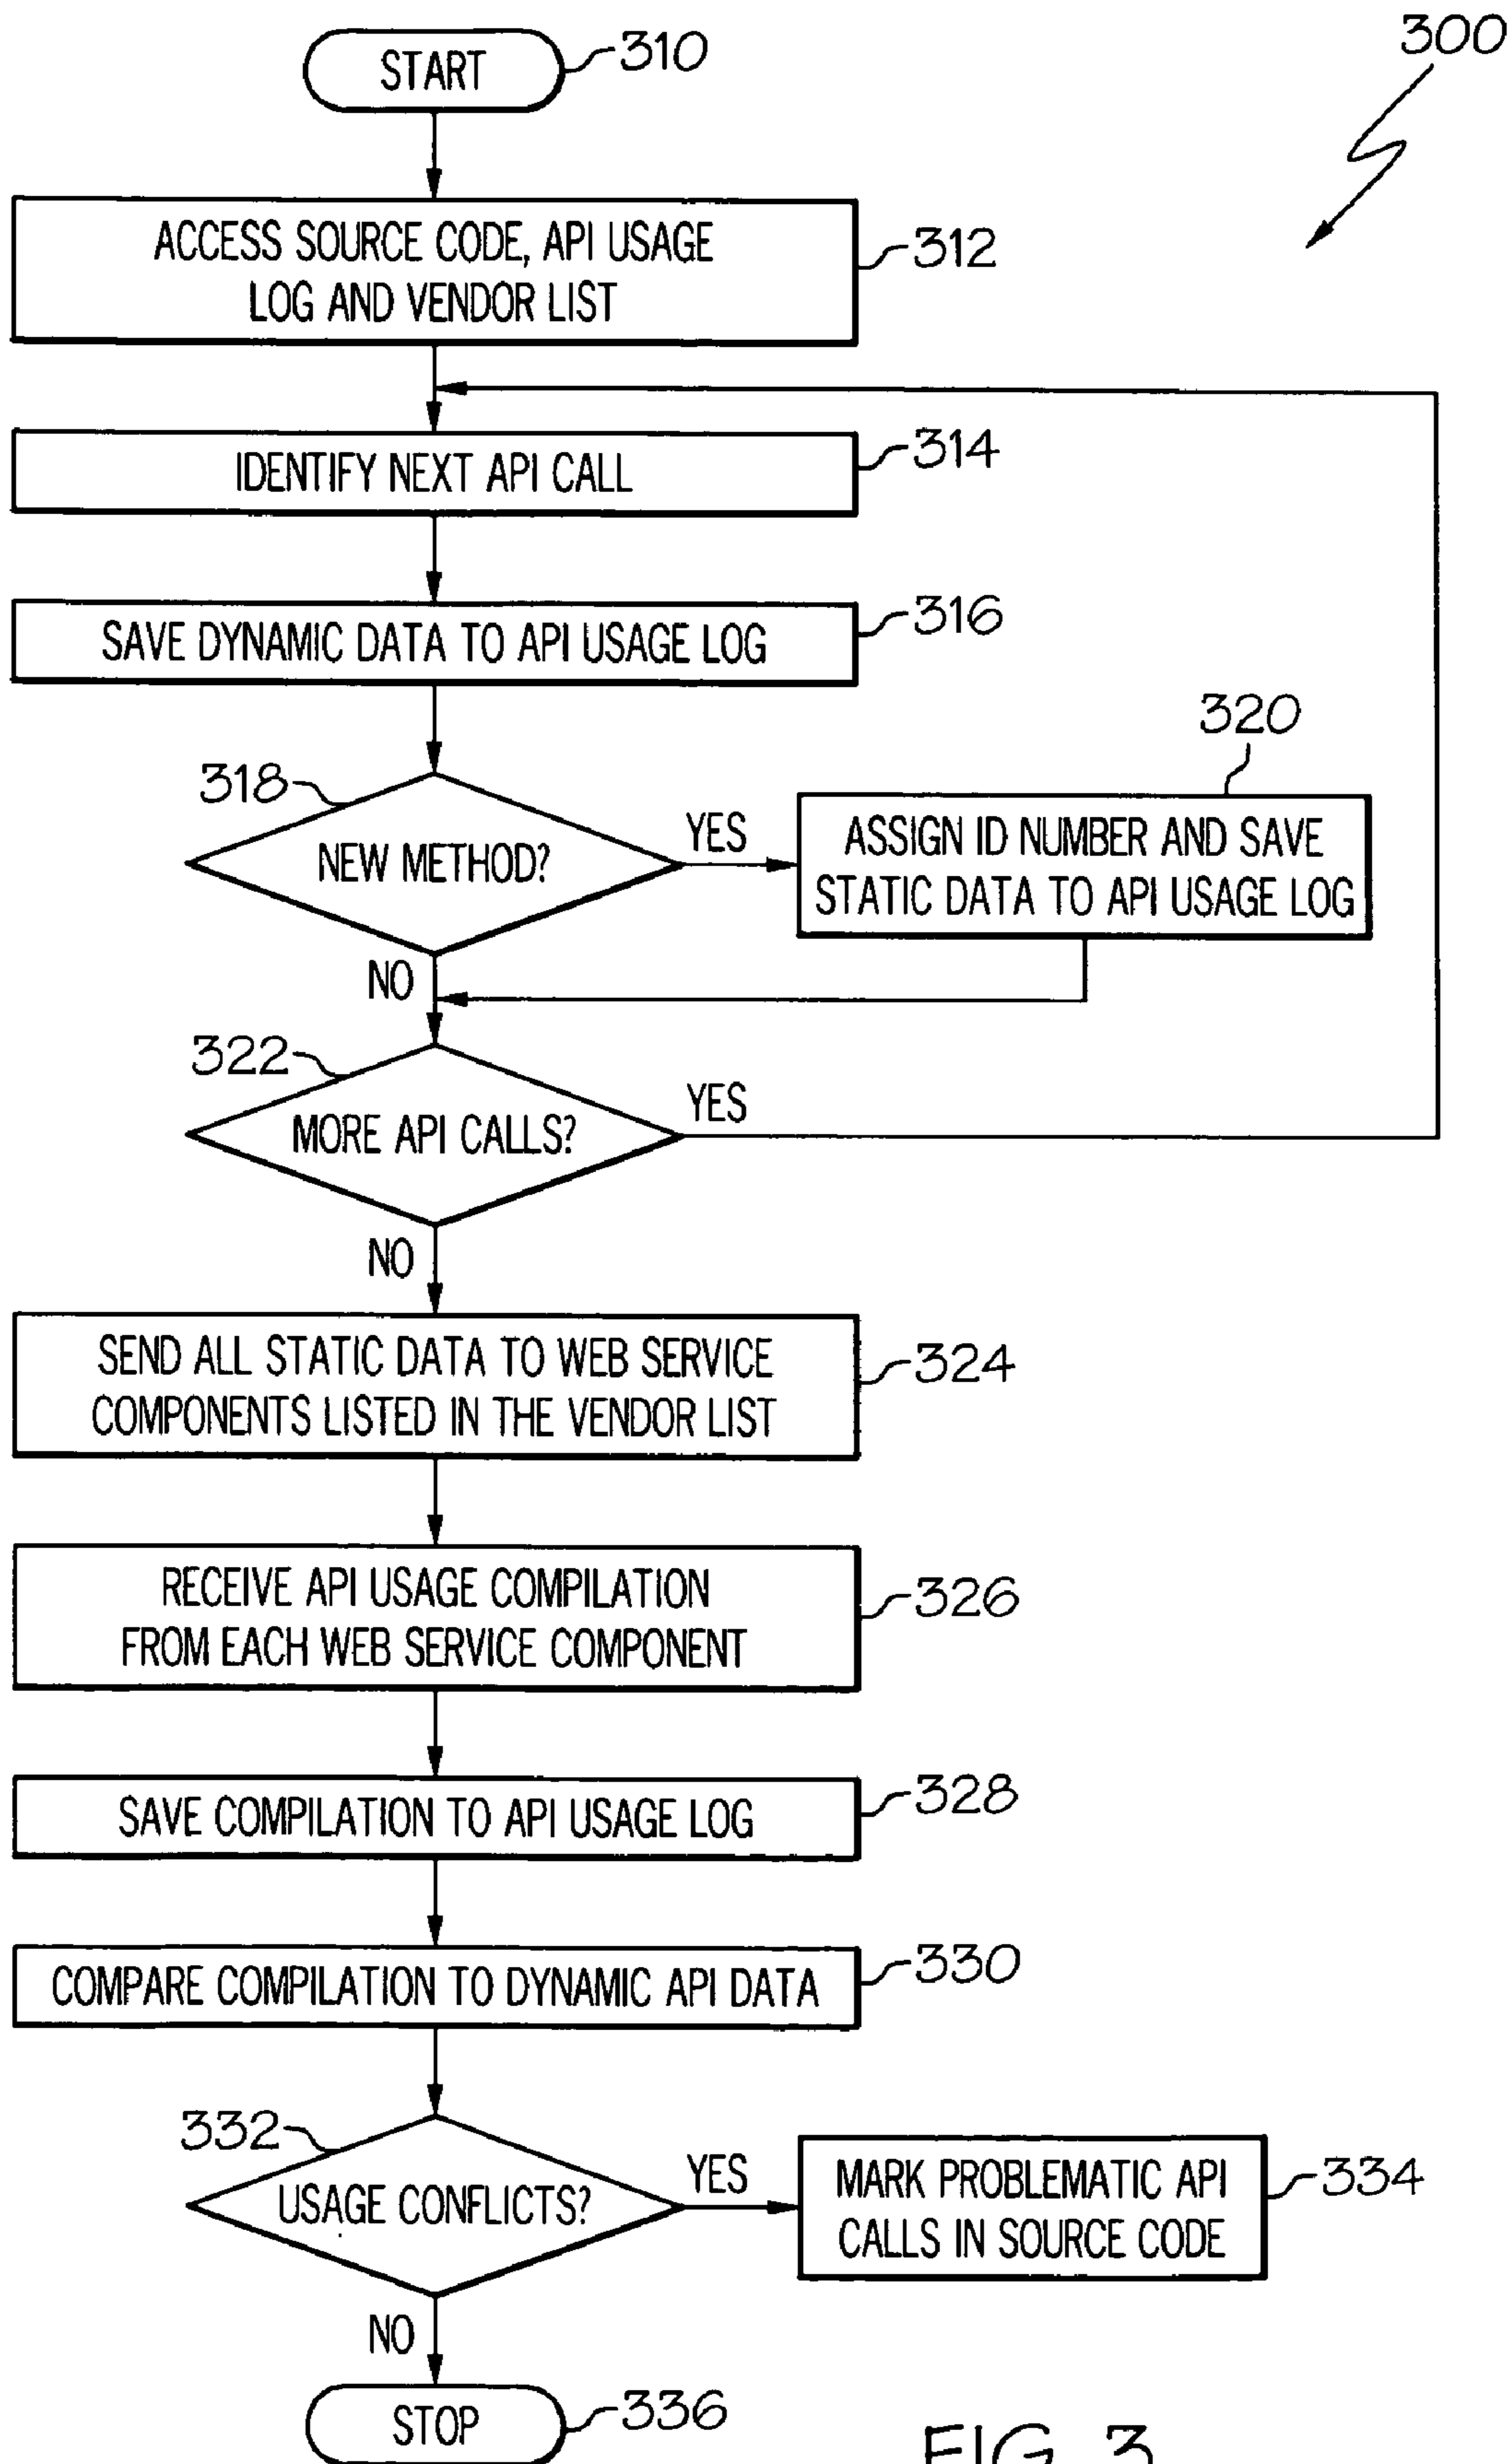 300
START
310
ACCESS SOURCE CODE, API USAGE
LOG AND VENDOR LIST
312
IDENTIFY NEXT API CALL
314
SAVE DYNAMIC DATA TO API USAGE LOG
316
318
NEW METHOD?
YES
NO
320
ASSIGN ID NUMBER AND SAVE
STATIC DATA TO API USAGE LOG
322
MORE API CALLS?
YES
NO
SEND ALL STATIC DATA TO WEB SERVICE
COMPONENTS LISTED IN THE VENDOR LIST
324
RECEIVE API USAGE COMPILATION
FROM EACH WEB SERVICE COMPONENT
326
SAVE COMPILATION TO API USAGE LOG
328
COMPARE COMPILATION TO DYNAMIC API DATA
330
332
USAGE CONFLICTS?
YES
NO
MARK PROBLEMATIC API
CALLS IN SOURCE CODE
334
STOP
336
FIG. 3